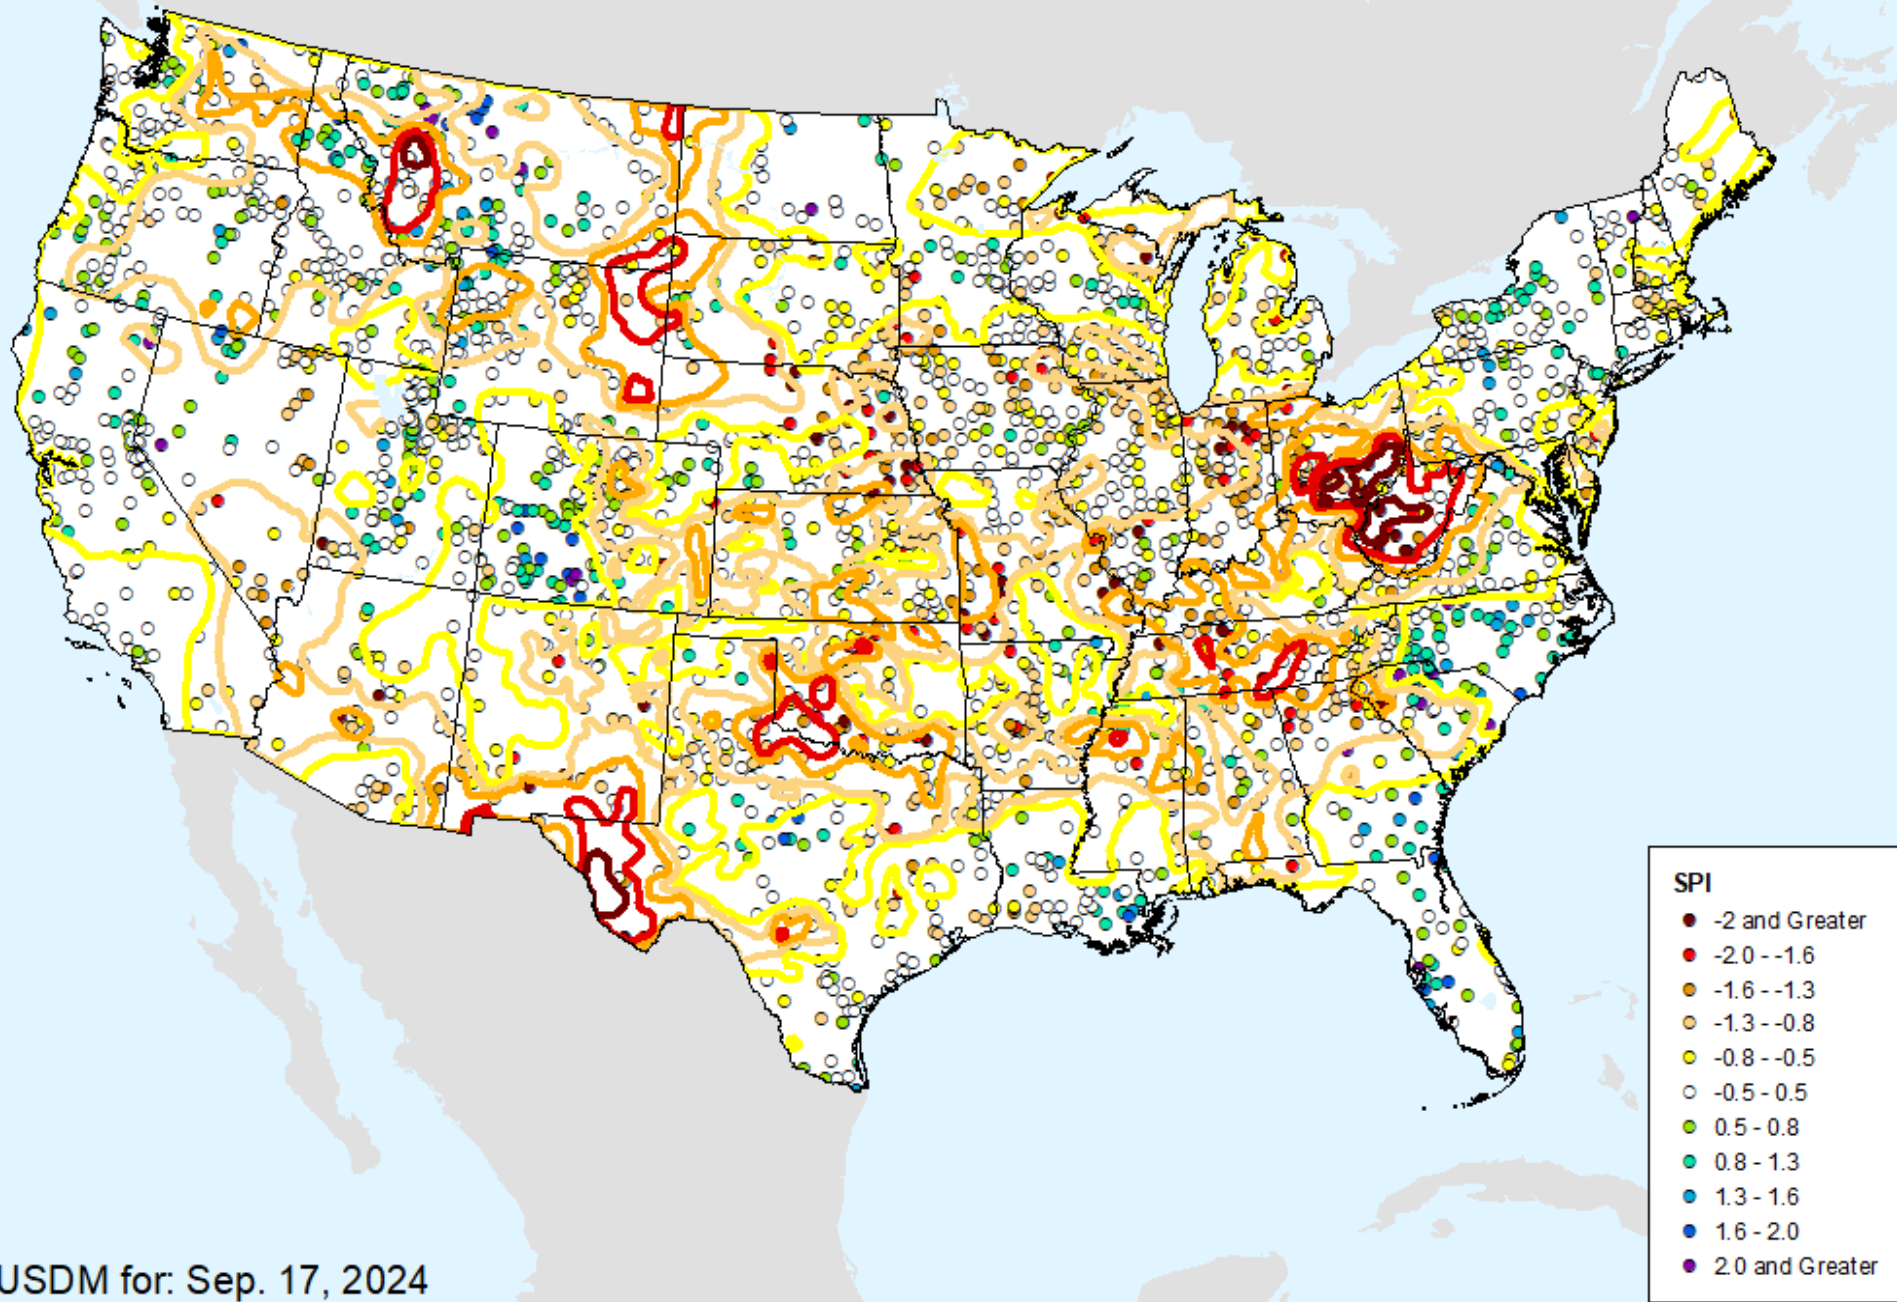 SPI
-2 and Greater
-2.0 - -1.6
-1.6 - -1.3
-1.3 - -0.8
-0.8 - -0.5
-0.5 - 0.5
0.5 - 0.8
0.8 - 1.3
1.3 - 1.6
1.6 - 2.0
2.0 and Greater
USDM for: Sep. 17, 2024